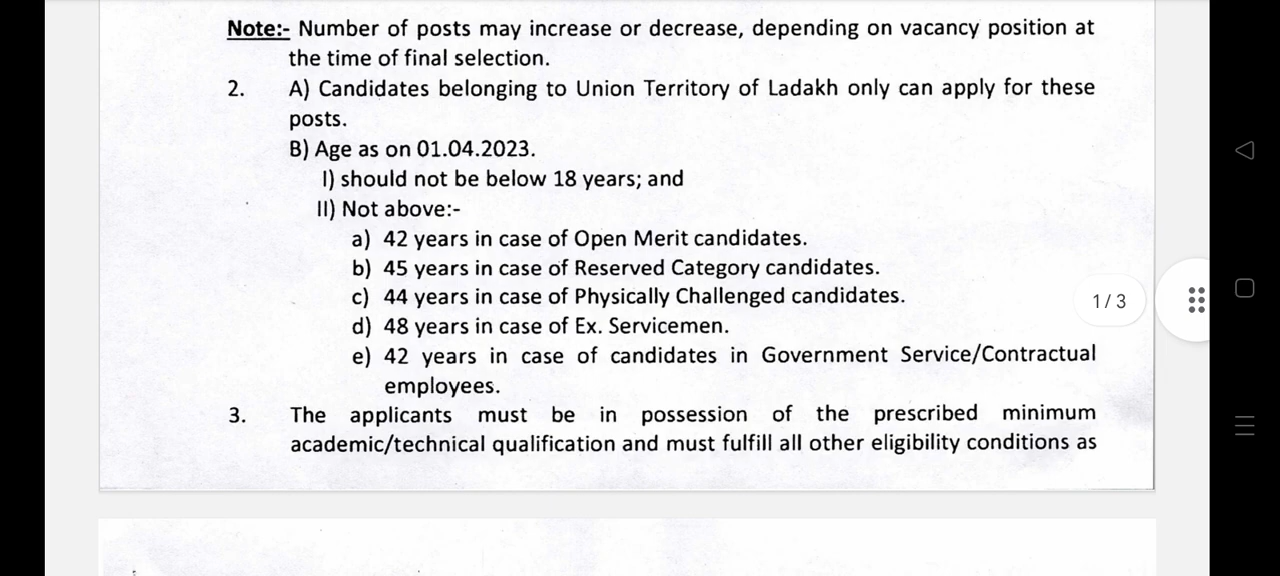 Note:- Number of posts may increase or decrease, depending on vacancy position at
the time of final selection.
2. A) Candidates belonging to Union Territory of Ladakh only can apply for these
posts.
B) Age as on 01.04.2023.
I) should not be below 18 years; and
II) Not above:-
a) 42 years in case of Open Merit candidates.
b) 45 years in case of Reserved Category candidates.
c) 44 years in case of Physically Challenged candidates.
1/3
d) 48 years in case of Ex. Servicemen.
e) 42 years in case of candidates in Government Service/Contractual
employees.
3. The applicants must be in possession of the prescribed minimum
academic/technical qualification and must fulfill all other eligibility conditions as